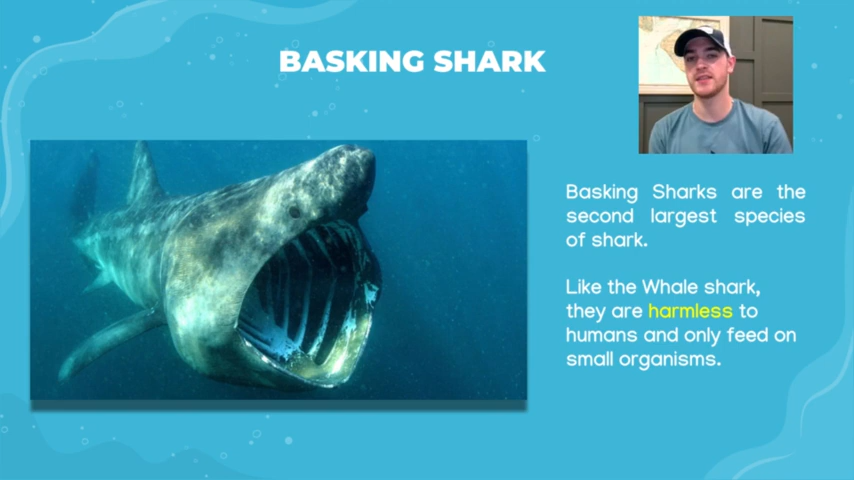 BASKING SHARK
Basking Sharks are the
second largest species
of shark.
Like the Whale shark,
they are harmless to
humans and only feed on
small organisms.